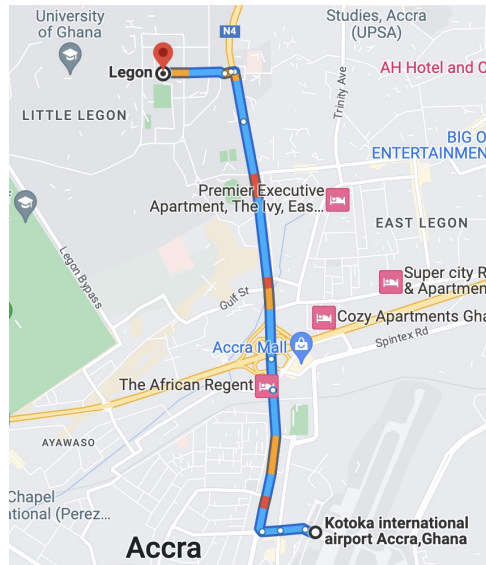 University
of Ghana
N4
Studies, Accra
(UPSA)
Legon
AH Hotel and C
Trinity Ave
LITTLE LEGON
BIG O
ENTERTAINMEN
Premier Executive
Apartment, The Ivy, Eas...
EAST LEGON
Legon Bypass
Super city R
& Apartmen
Gulf St
Cozy Apartments Gha
Accra Mall
Spintex Rd
The African Regent
AYAWASO
Chapel
ational (Perez...
Kotoka international
airport Accra,Ghana
Accra